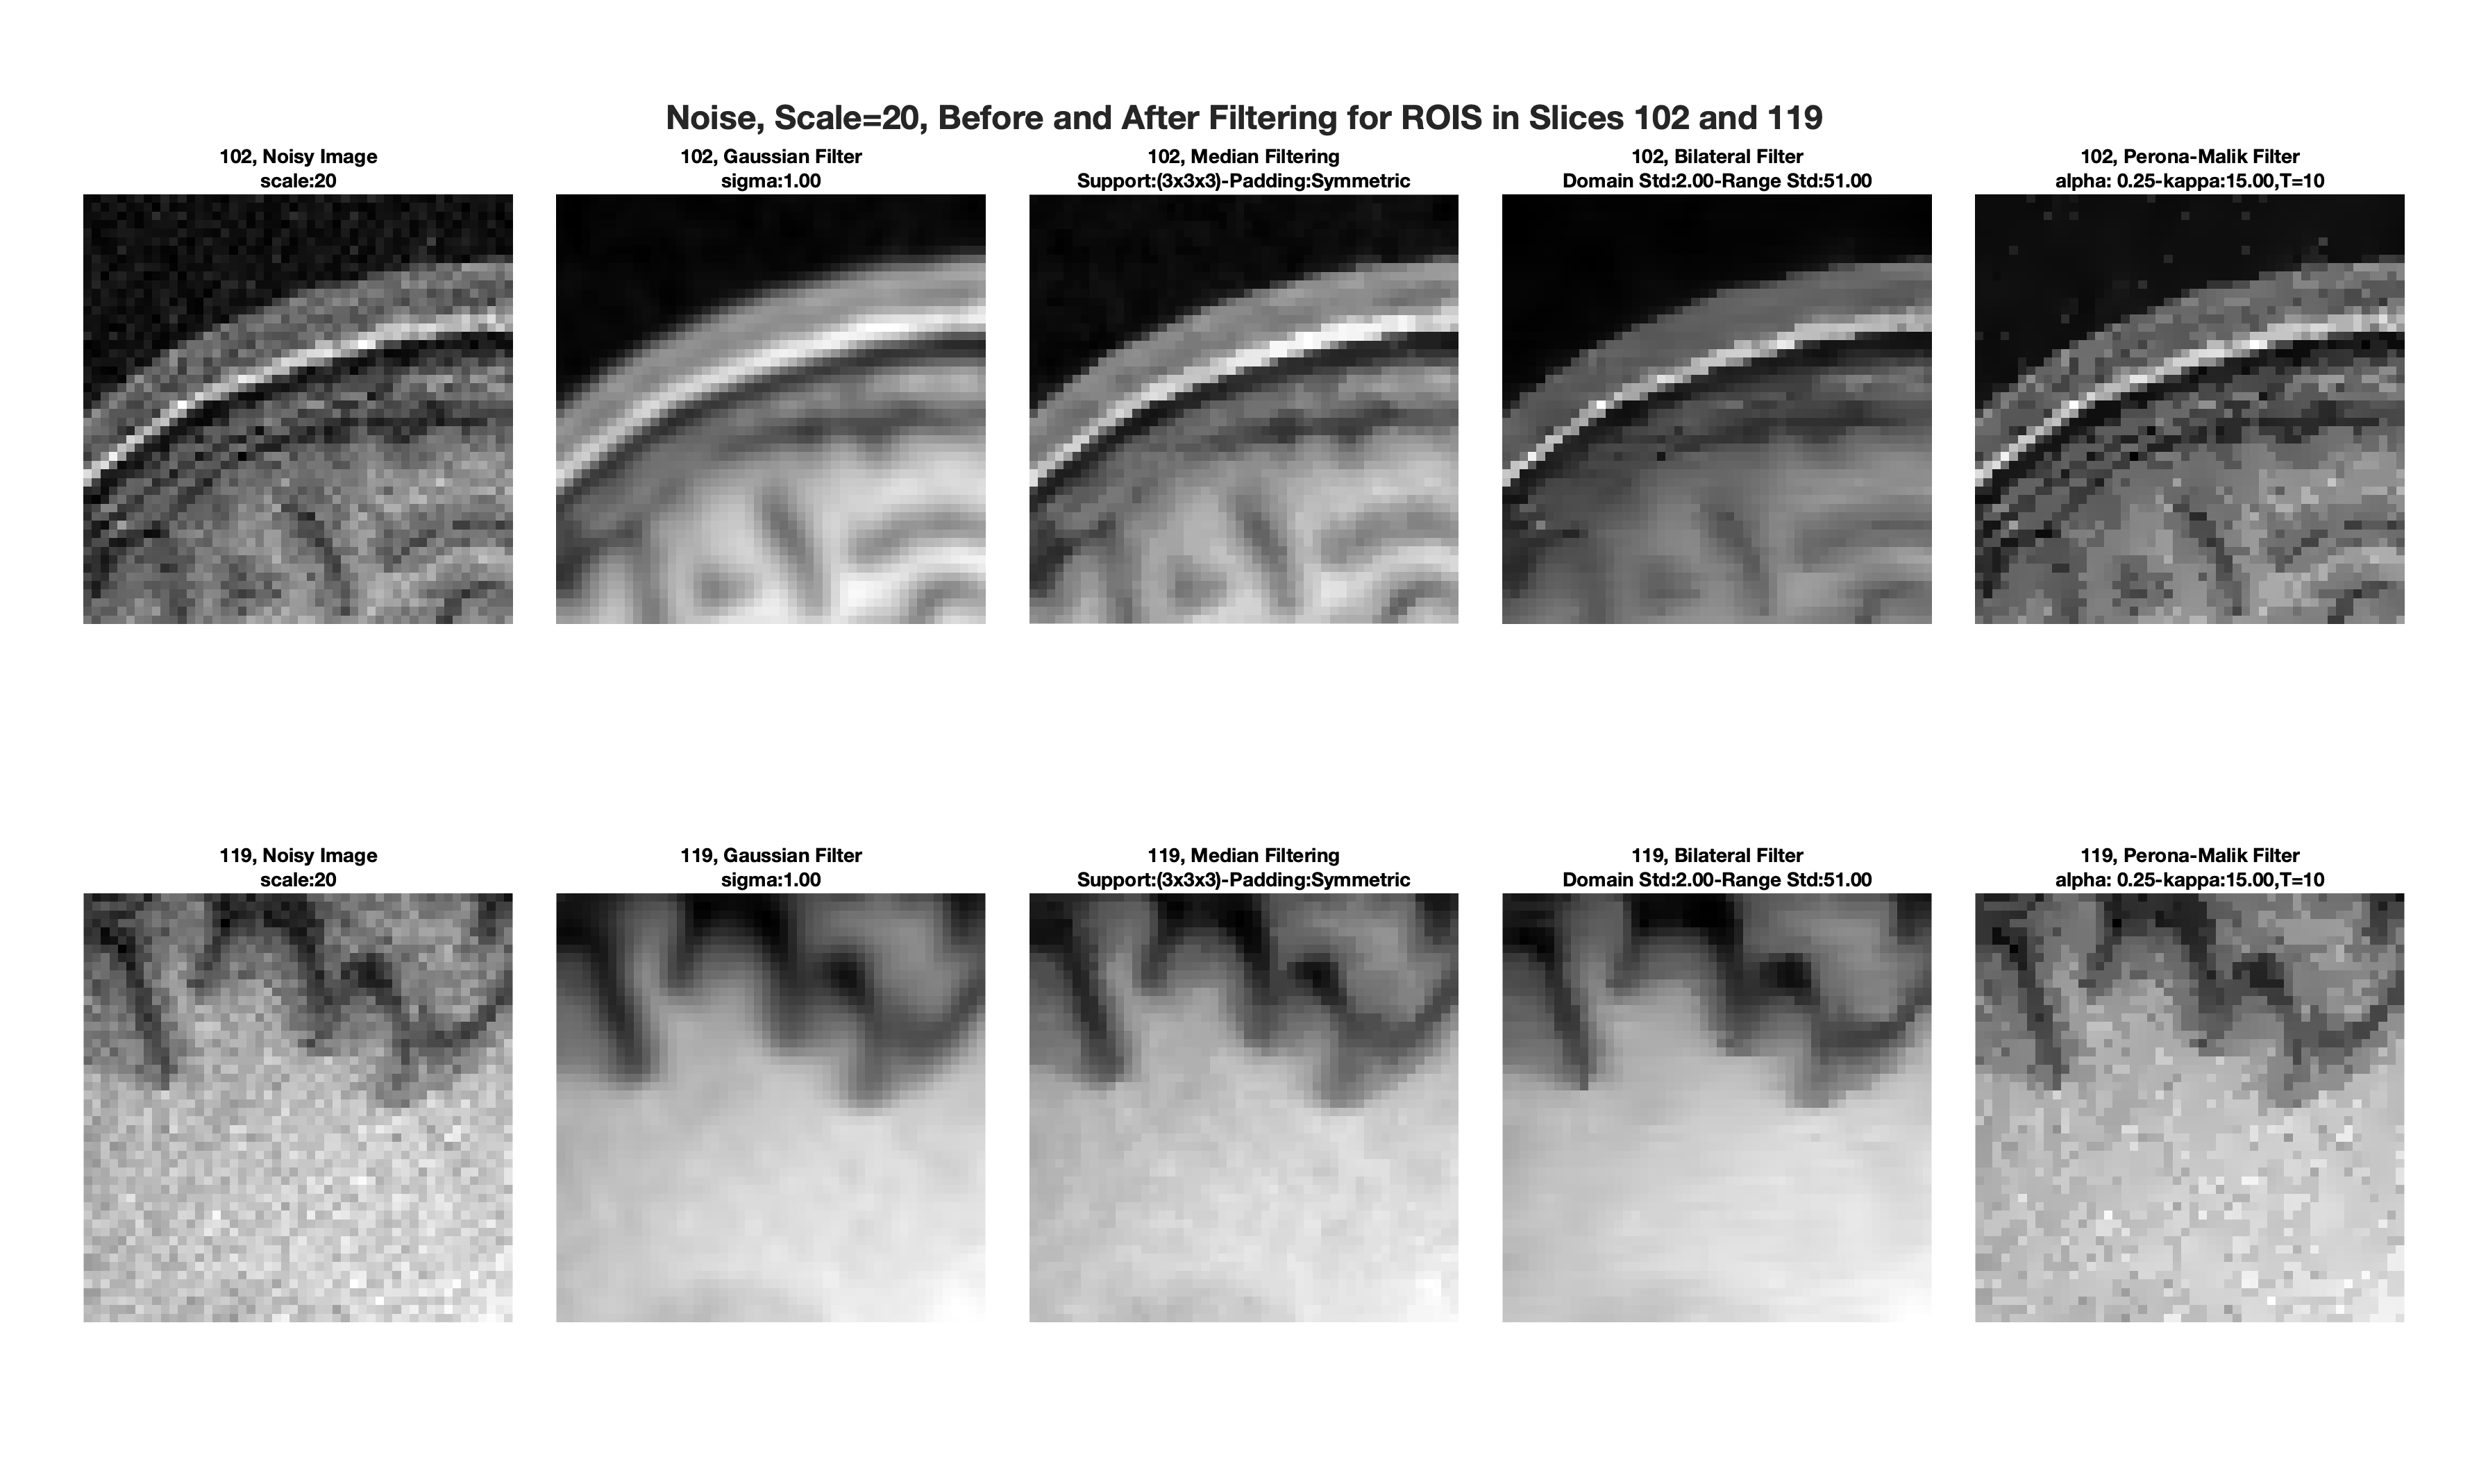 Noise, Scale=20, Before and After Filtering for ROIS in Slices 102 and 119
102, Noisy Image
scale:20
102, Gaussian Filter
sigma:1.00
102, Median Filtering
Support:(3x3x3)-Padding:Symmetric
102, Bilateral Filter
Domain Std:2.00-Range Std:51.00
102, Perona-Malik Filter
alpha: 0.25-kappa:15.00,T=10
119, Noisy Image
scale:20
119, Gaussian Filter
sigma:1.00
119, Median Filtering
Support:(3x3x3)-Padding:Symmetric
119, Bilateral Filter
Domain Std:2.00-Range Std:51.00
119, Perona-Malik Filter
alpha: 0.25-kappa:15.00,T=10